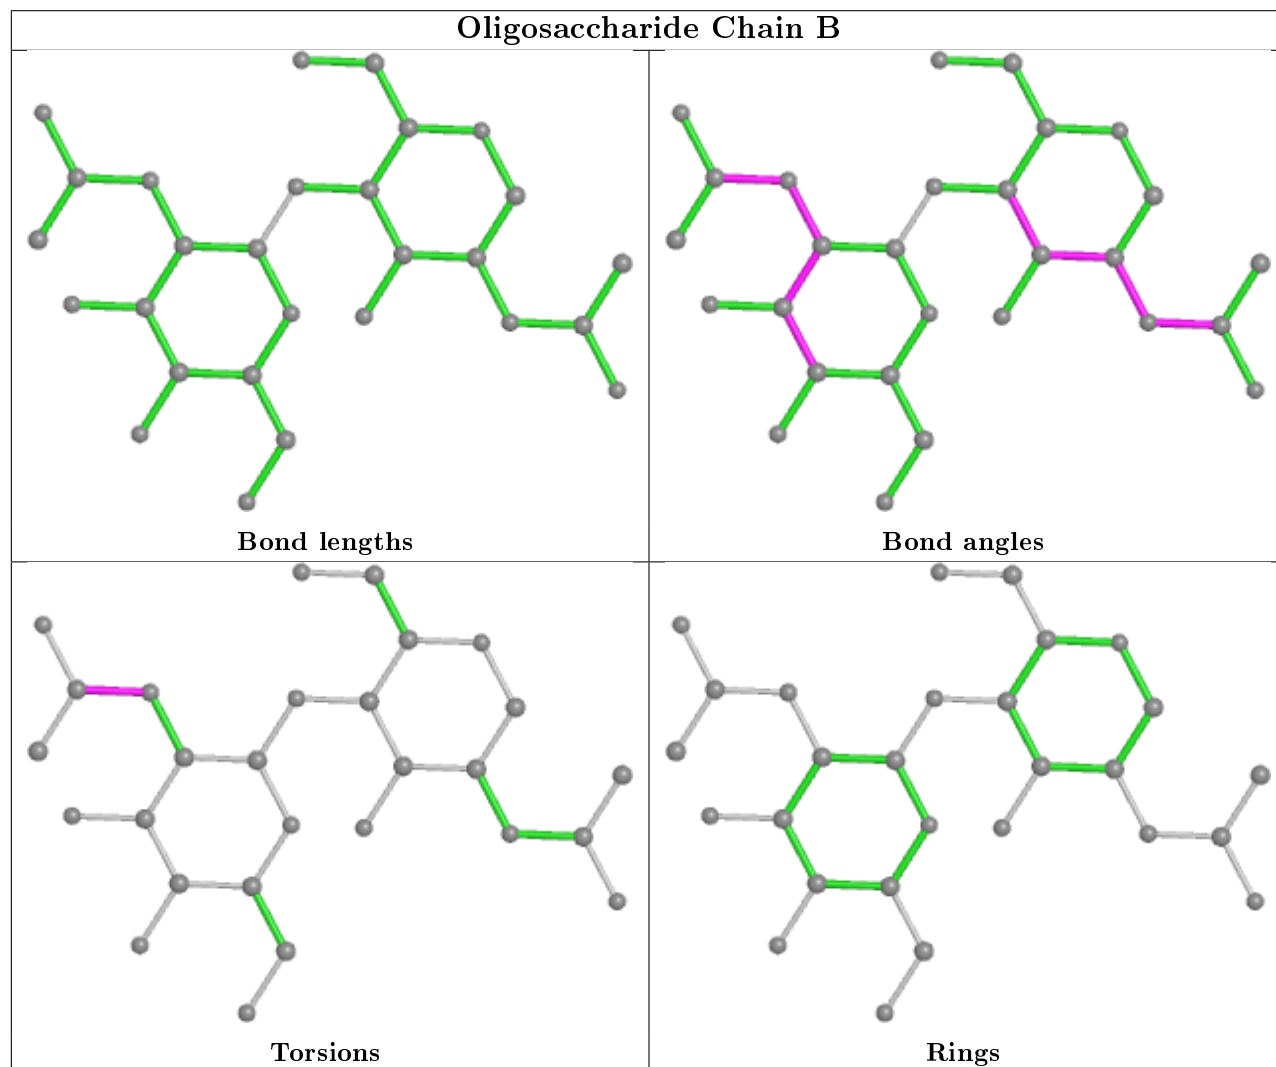 Oligosaccharide Chain B
Bond lengths
Bond angles
Torsions
Rings